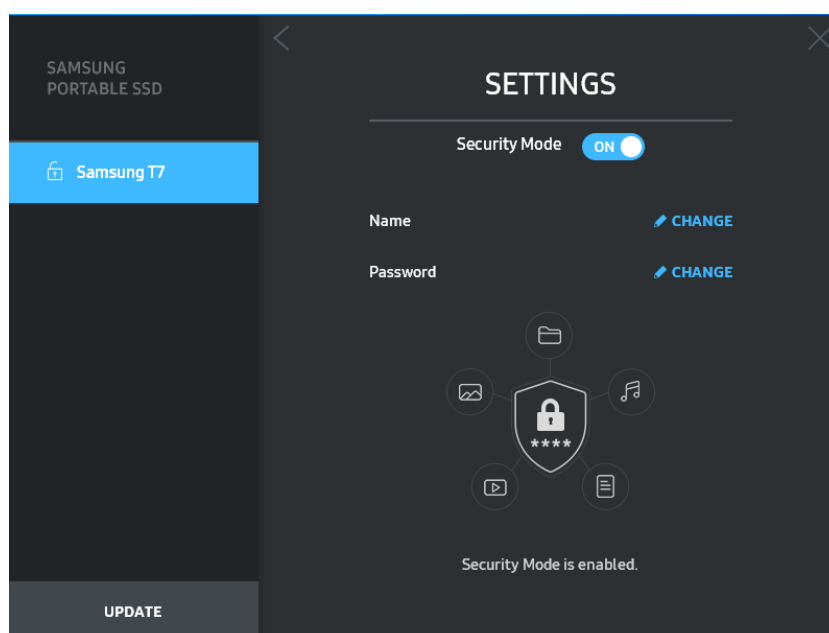 SAMSUNG
PORTABLE SSD
Samsung T7
UPDATE
SETTINGS
Security Mode ON
Name CHANGE
Password CHANGE
****
Security Mode is enabled.